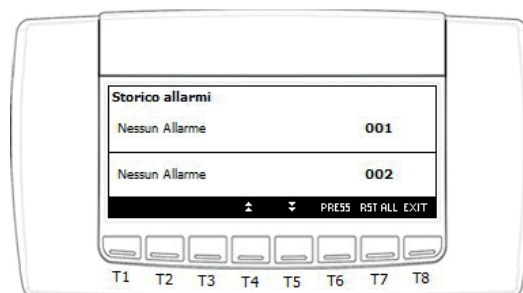 Storico allarmi
Nessun Allarme 001
Nessun Allarme 002
PRESS RST ALL EXIT
T1 T2 T3 T4 T5 T6 T7 T8